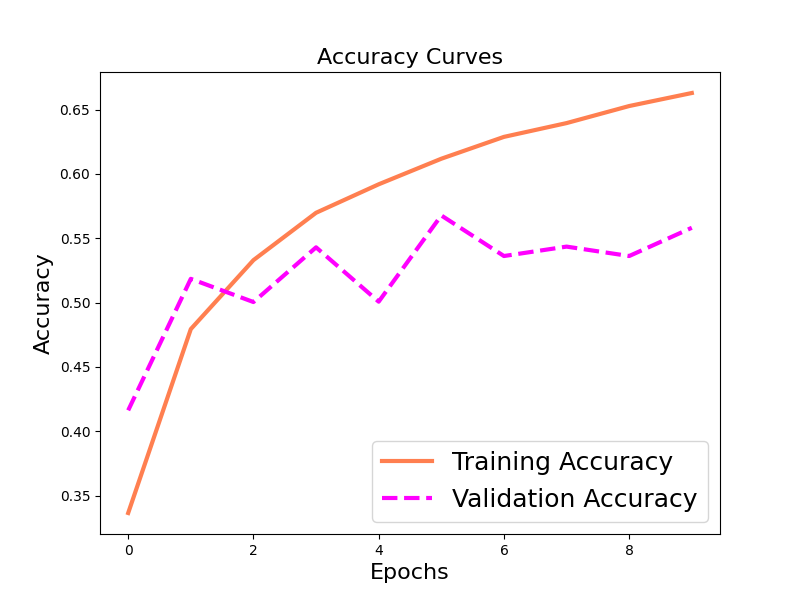 Accuracy Curves
Accuracy
0.65
0.60
0.55
0.50
0.45
0.40
0.35
Training Accuracy
Validation Accuracy
0 2 4 6 8
Epochs